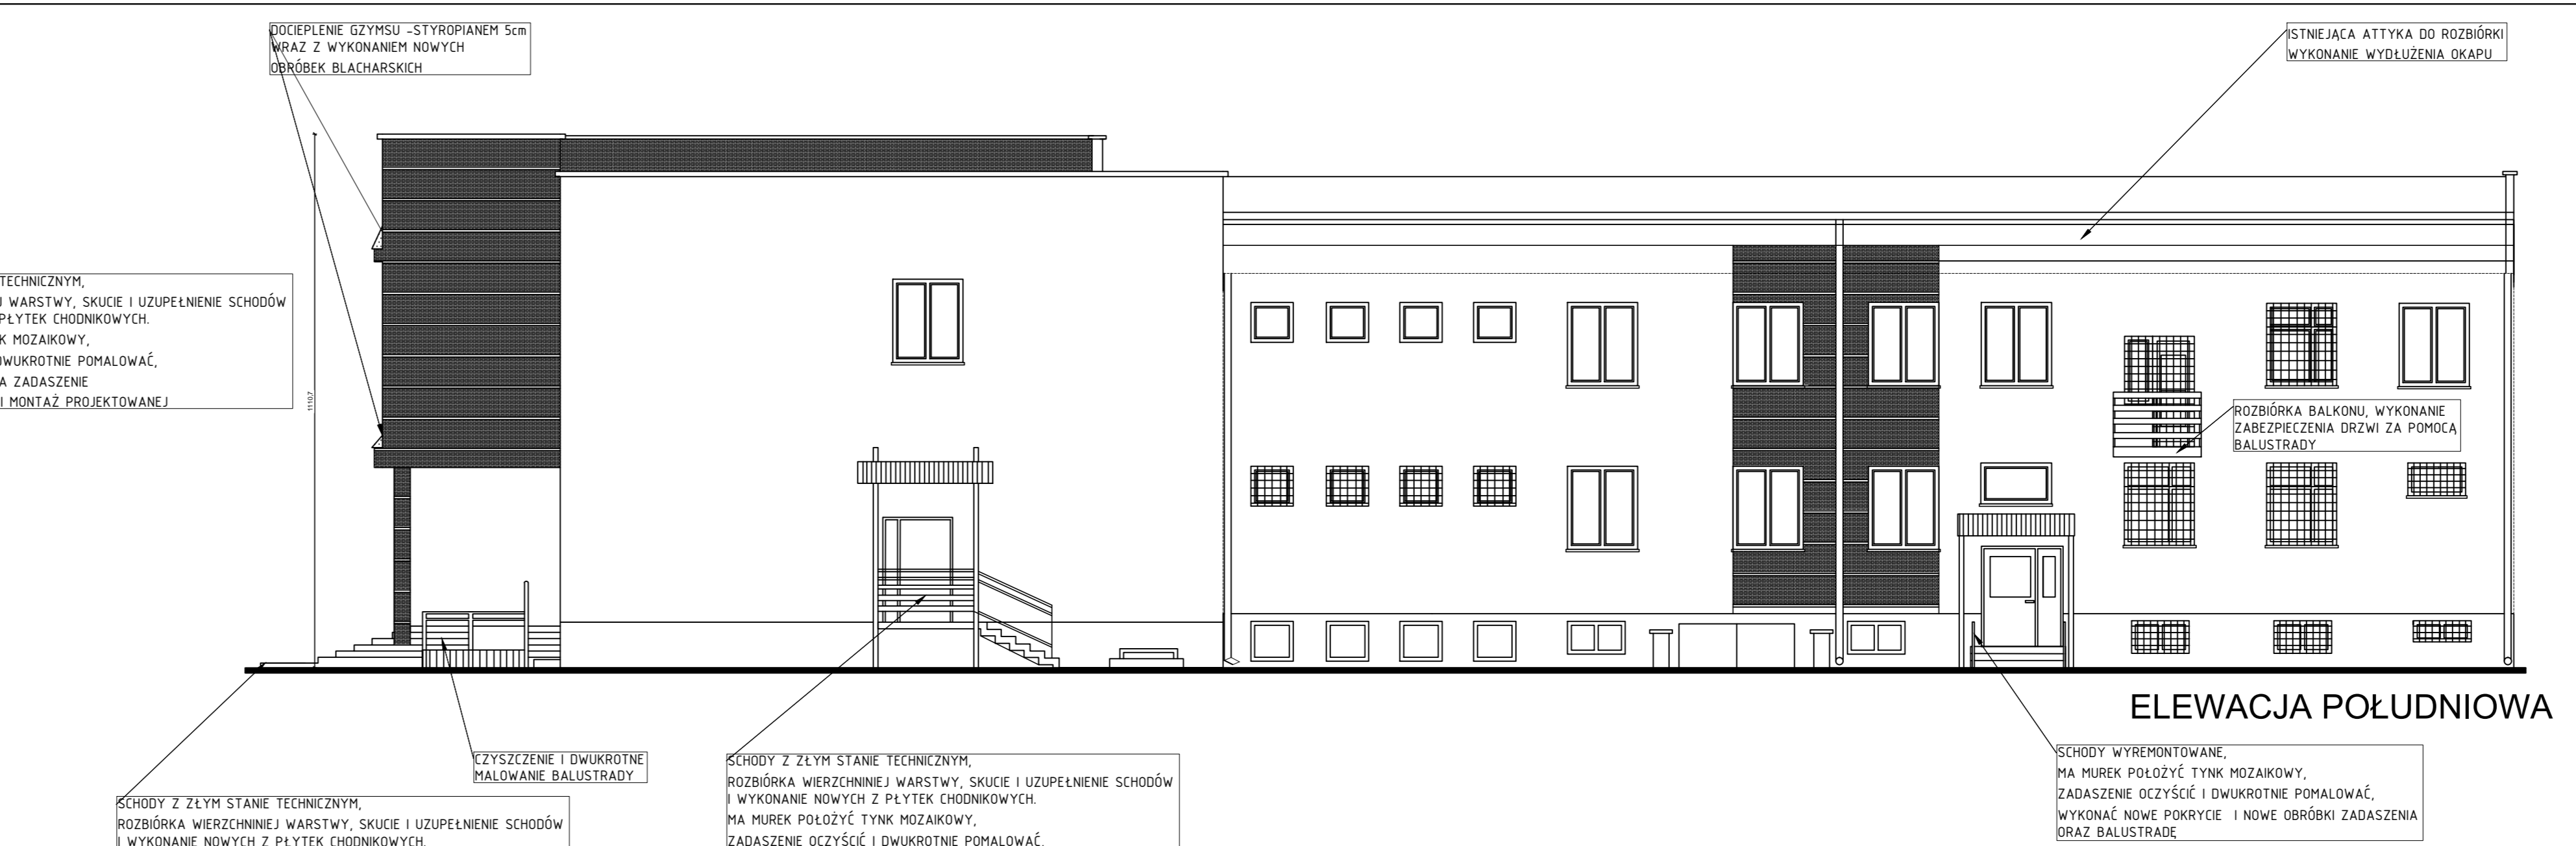 DOCIEPLENIE GZYMSU -STYROPIANEM 5cm
WRAZ Z WYKONANIEM NOWYCH
OBRÓBEK BLACHARSKICH
ISTNIEJĄCA ATTYKA DO ROZBIÓRKI
WYKONANIE WYDŁUŻENIA OKAPU
TECHNICZNYM,
WARSTWY, SKUCIE I UZUPEŁNIENIE SCHODÓW
PŁYTEK CHODNIKOWYCH.
K MOZAIKOWY,
DWUKROTNIE POMALOWAĆ,
A ZADASZENIE
I MONTAŻ PROJEKTOWANEJ
1110,7
ROZBIÓRKA BALKONU, WYKONANIE
ZABEZPIECZENIA DRZWI ZA POMOCĄ
BALUSTRADY
ELEWACJA POŁUDNIOWA
CZYSZCZENIE I DWUKROTNE
MALOWANIE BALUSTRADY
SCHODY Z ZŁYM STANIE TECHNICZNYM,
ROZBIÓRKA WIERZCHNINIEJ WARSTWY, SKUCIE I UZUPEŁNIENIE SCHODÓW
I WYKONANIE NOWYCH Z PŁYTEK CHODNIKOWYCH.
SCHODY Z ZŁYM STANIE TECHNICZNYM,
ROZBIÓRKA WIERZCHNINIEJ WARSTWY, SKUCIE I UZUPEŁNIENIE SCHODÓW
I WYKONANIE NOWYCH Z PŁYTEK CHODNIKOWYCH.
MA MUREK POŁOŻYĆ TYNK MOZAIKOWY,
ZADASZENIE OCZYŚCIĆ I DWUKROTNIE POMALOWAĆ,
SCHODY WYREMONTOWANE,
MA MUREK POŁOŻYĆ TYNK MOZAIKOWY,
ZADASZENIE OCZYŚCIĆ I DWUKROTNIE POMALOWAĆ,
WYKONAĆ NOWE POKRYCIE I NOWE OBRÓBKI ZADASZENIA
ORAZ BALUSTRADĘ